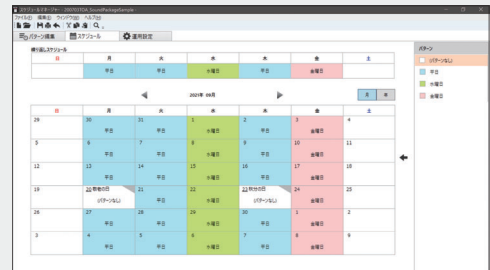 スケジュールマネージャー - 20070370A_SoundPackageSample
ファイル(F) 編集(E) ウィンドウ(W) ヘルプ(H)
パターン編集 スケジュール 運用設定
繰り返しスケジュール
日 月 火 水 木 金 土
平日 平日 水曜日 平日 金曜日
2021年 09月 月 年
日 月 火 水 木 金 土
29 30 31 1 2 3 4
平日 平日 水曜日 平日 金曜日
5 6 7 8 9 10 11
平日 平日 水曜日 平日 金曜日
12 13 14 15 16 17 18
平日 平日 水曜日 平日 金曜日
19 20 敬老の日 21 22 23 秋分の日 24 25
(パターンなし) 平日 水曜日 (パターンなし) 金曜日
26 27 28 29 30 1 2
平日 平日 水曜日 平日 金曜日
3 4 5 6 7 8 9
平日 平日 水曜日 平日 金曜日
パターン
(パターンなし)
平日
水曜日
金曜日